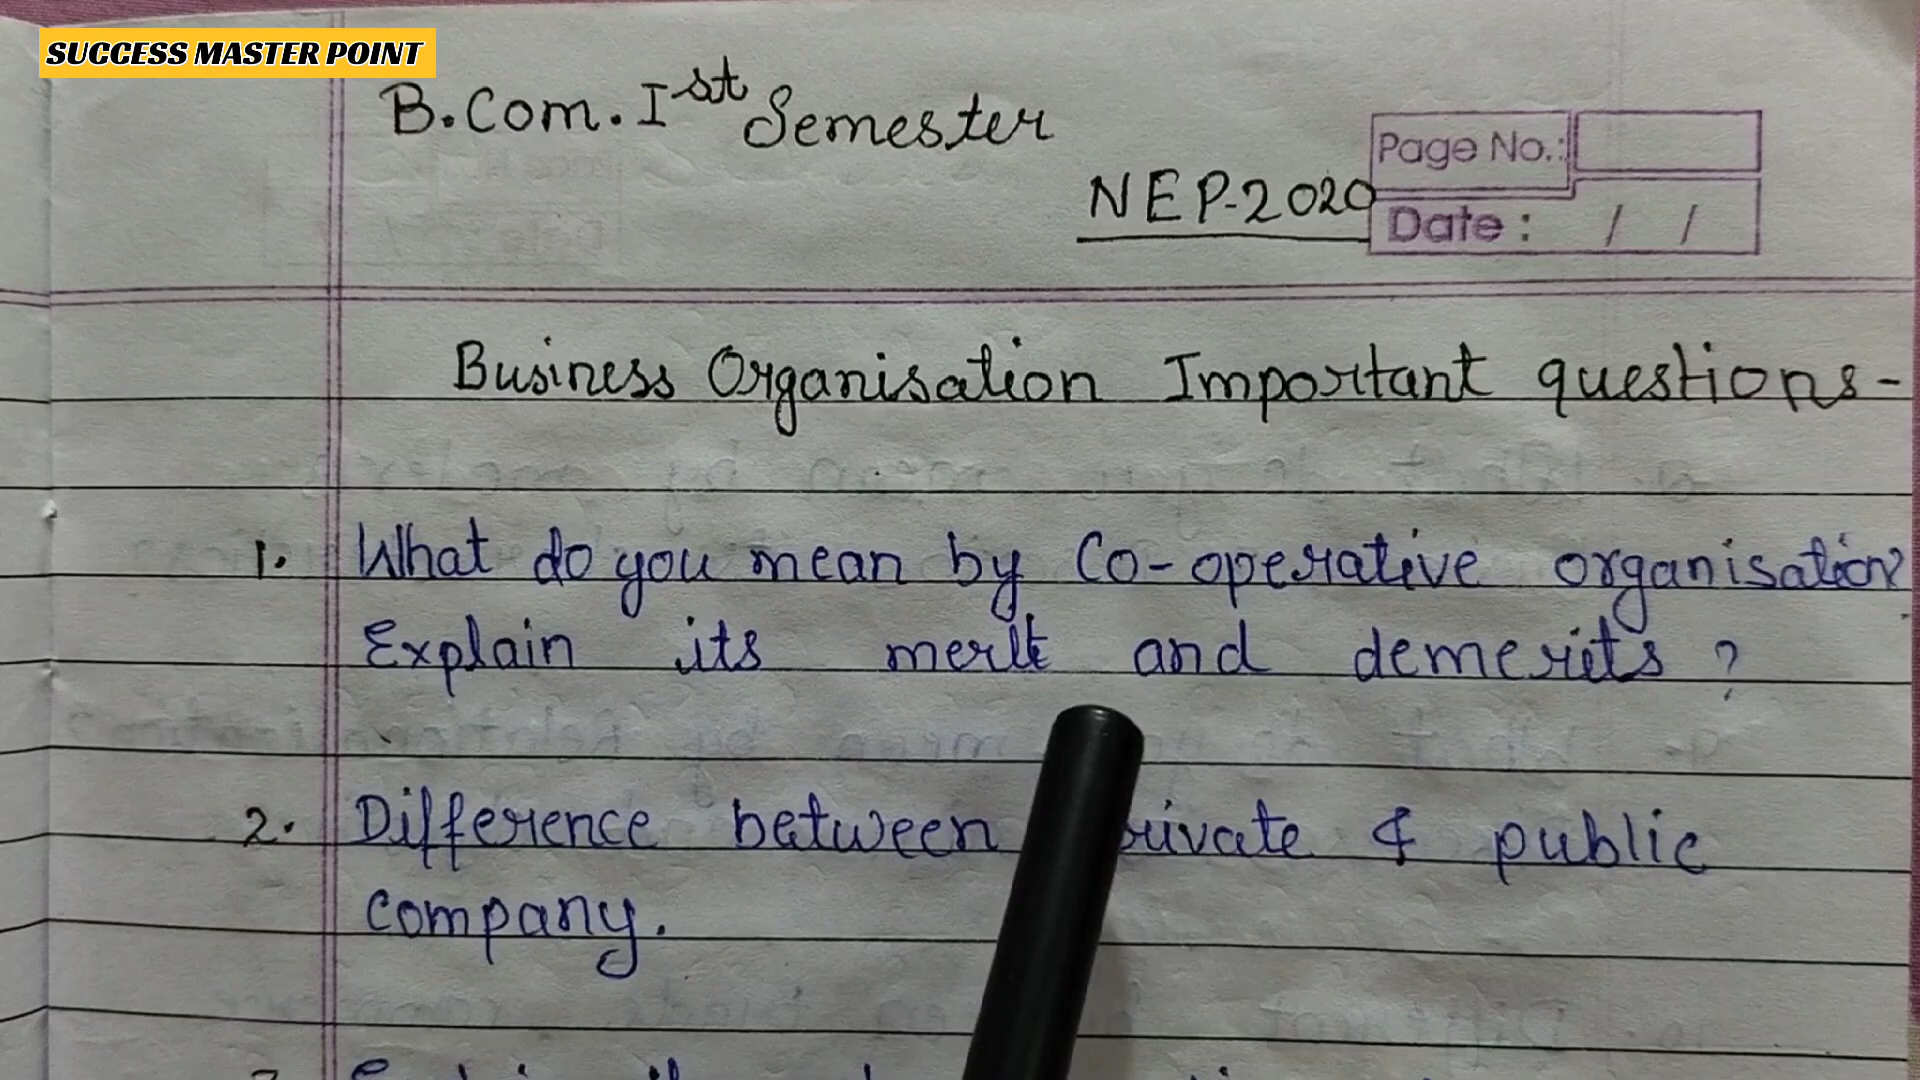 SUCCESS MASTER POINT
B.Com. Ist Semester
NEP-2020
Page No.:
Date : / /
Business Organisation Important questions-
1. What do you mean by Co-operative organisation?
Explain its merit and demerits ?
2. Difference between private & public
company.